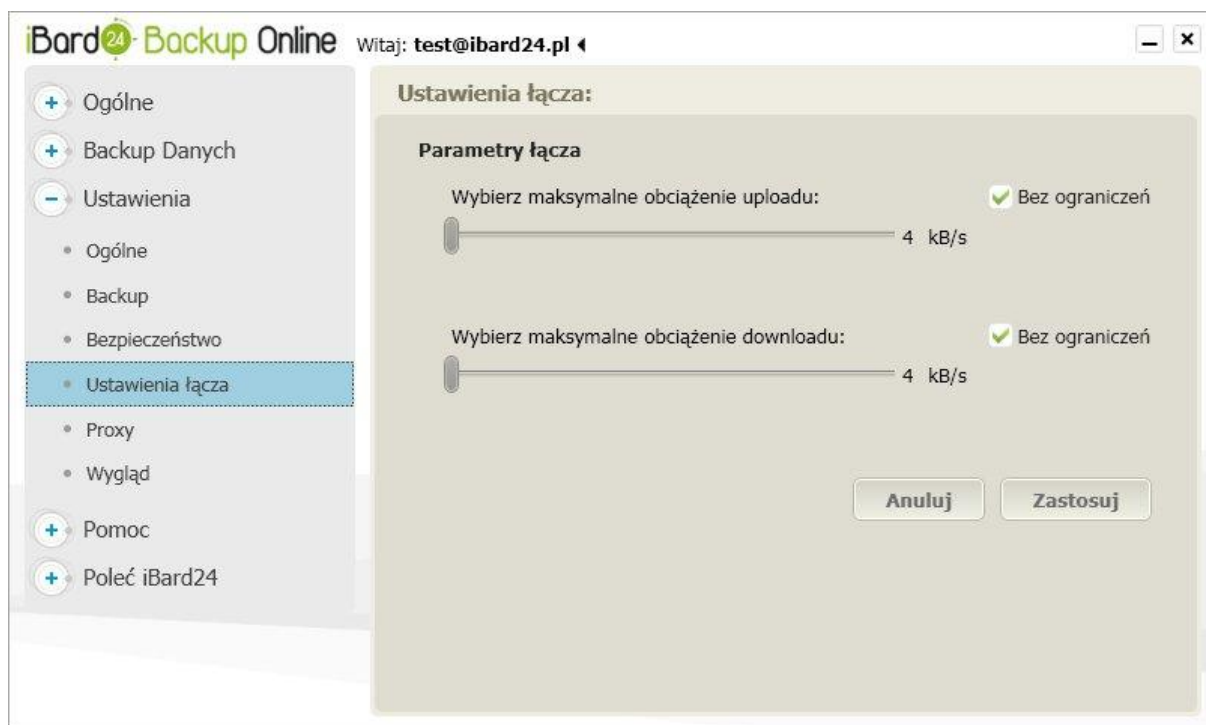 iBard24 Backup Online Witaj: test@ibard24.pl
Ogólne
Backup Danych
Ustawienia
Ogólne
Backup
Bezpieczeństwo
Ustawienia łącza
Proxy
Wygląd
Pomoc
Poleć iBard24
Ustawienia łącza:
Parametry łącza
Wybierz maksymalne obciążenie uploadu: Bez ograniczeń
4 kB/s
Wybierz maksymalne obciążenie downloadu: Bez ograniczeń
4 kB/s
Anuluj Zastosuj